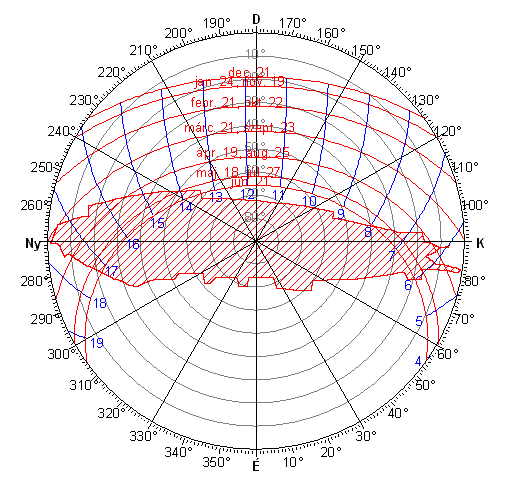 D
190° 170°
200° 160°
210° 150°
10°
220° 140°
dec. 21
jan. 24, nov. 19
230° 130°
febr. 21, okt. 22
240° 120°
márc. 21, szept. 23
ápr. 19, aug. 25
250° 110°
máj. 18, júl. 27
jún.
14 13 12 11 10
260° 15 9 100°
80°
16 8
Ny K
17 7
280° 6 80°
18
290° 5 70°
19
300° 4 60°
310° 50°
320° 40°
330° 30°
340° 20°
350° 10°
É